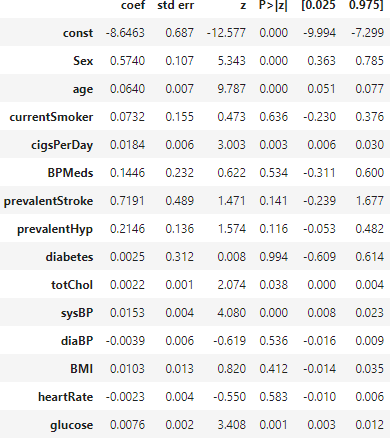 coef std err z P>|z| [0.025 0.975]
const -8.6463 0.687 -12.577 0.000 -9.994 -7.299
Sex 0.5740 0.107 5.343 0.000 0.363 0.785
age 0.0640 0.007 9.787 0.000 0.051 0.077
currentSmoker 0.0732 0.155 0.473 0.636 -0.230 0.376
cigsPerDay 0.0184 0.006 3.003 0.003 0.006 0.030
BPMeds 0.1446 0.232 0.622 0.534 -0.311 0.600
prevalentStroke 0.7191 0.489 1.471 0.141 -0.239 1.677
prevalentHyp 0.2146 0.136 1.574 0.116 -0.053 0.482
diabetes 0.0025 0.312 0.008 0.994 -0.609 0.614
totChol 0.0022 0.001 2.074 0.038 0.000 0.004
sysBP 0.0153 0.004 4.080 0.000 0.008 0.023
diaBP -0.0039 0.006 -0.619 0.536 -0.016 0.009
BMI 0.0103 0.013 0.820 0.412 -0.014 0.035
heartRate -0.0023 0.004 -0.550 0.583 -0.010 0.006
glucose 0.0076 0.002 3.408 0.001 0.003 0.012